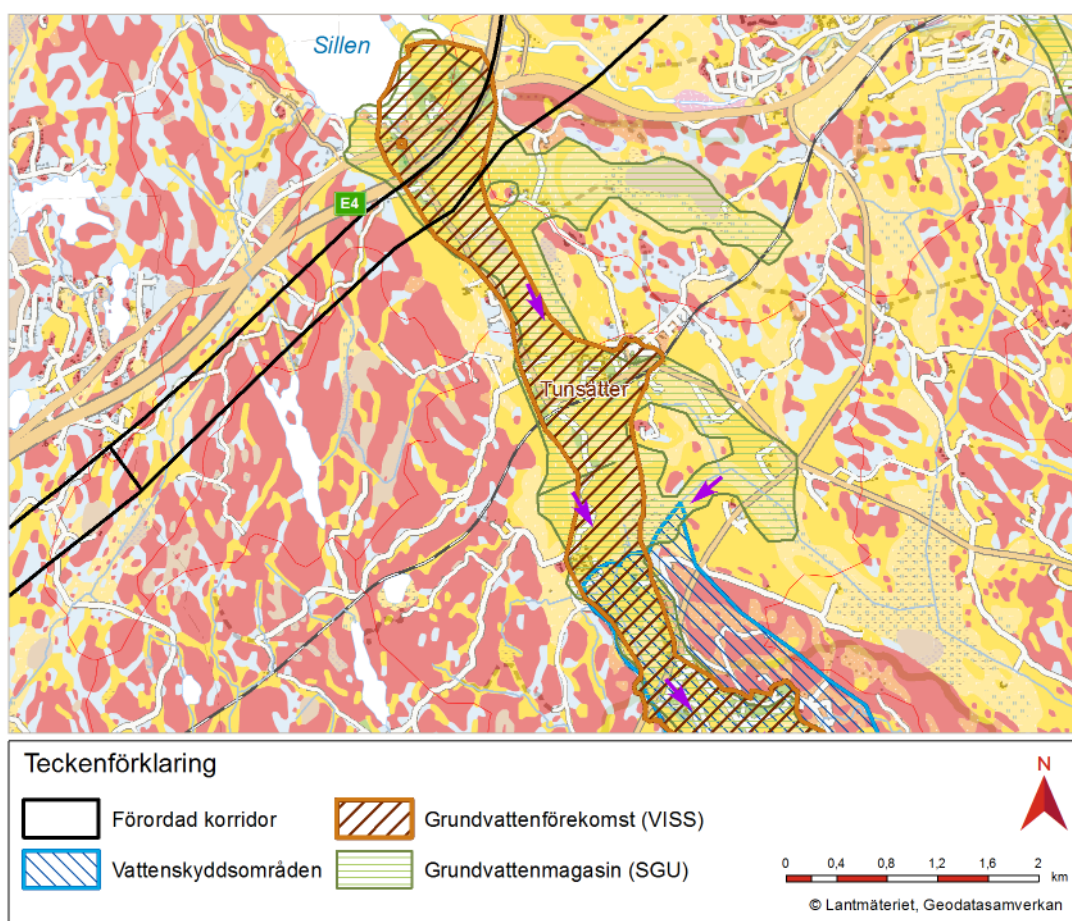 Sillen
E4
Tunsätter
Teckenförklaring
Förordad korridor
Grundvattenförekomst (VISS)
Vattenskyddsområden
Grundvattenmagasin (SGU)
N
0 0,4 0,8 1,2 1,6 2
km
© Lantmäteriet, Geodatasamverkan